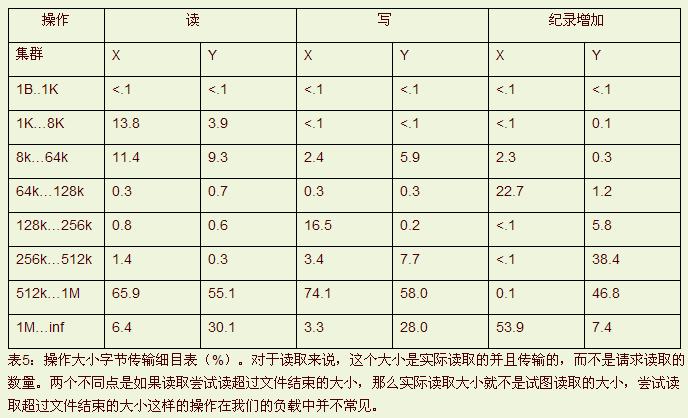 操作 读 写 纪录增加
集群 X Y X Y X Y
1B..1K <.1 <.1 <.1 <.1 <.1 <.1
1K…8K 13.8 3.9 <.1 <.1 <.1 0.1
8k…64k 11.4 9.3 2.4 5.9 2.3 0.3
64k…128k 0.3 0.7 0.3 0.3 22.7 1.2
128k…256k 0.8 0.6 16.5 0.2 <.1 5.8
256k…512k 1.4 0.3 3.4 7.7 <.1 38.4
512k…1M 65.9 55.1 74.1 58.0 0.1 46.8
1M…inf 6.4 30.1 3.3 28.0 53.9 7.4
表5：操作大小字节传输细目表（%）。对于读取来说，这个大小是实际读取的并且传输的，而不是请求读取的
数量。两个不同点是如果读取尝试读超过文件结束的大小，那么实际读取大小就不是试图读取的大小，尝试读
取超过文件结束的大小这样的操作在我们的负载中并不常见。